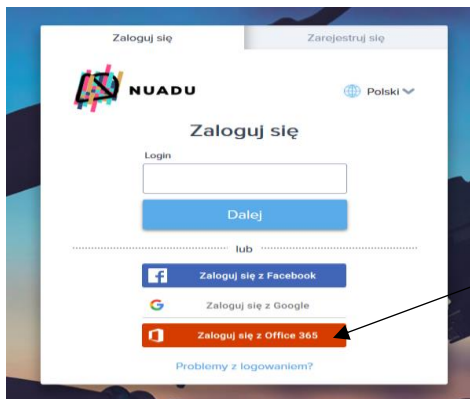 Zaloguj się
Zarejestruj się
NUADU
Polski
Zaloguj się
Login
Dalej
lub
Zaloguj się z Facebook
Zaloguj się z Google
Zaloguj się z Office 365
Problemy z logowaniem?